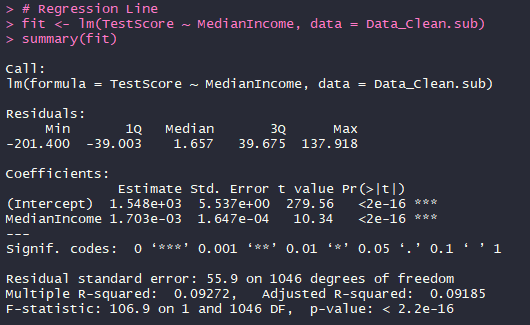 > # Regression Line
> fit <- lm(TestScore ~ MedianIncome, data = Data_Clean.sub)
> summary(fit)

Call:
lm(formula = TestScore ~ MedianIncome, data = Data_Clean.sub)

Residuals:
     Min       1Q   Median       3Q      Max
-201.400  -39.003    1.657   39.675  137.918

Coefficients:
              Estimate Std. Error t value Pr(>|t|)
(Intercept)  1.548e+03  5.537e+00  279.56   <2e-16 ***
MedianIncome 1.703e-03  1.647e-04   10.34   <2e-16 ***
---
Signif. codes:  0 ‘***’ 0.001 ‘**’ 0.01 ‘*’ 0.05 ‘.’ 0.1 ‘ ’ 1

Residual standard error: 55.9 on 1046 degrees of freedom
Multiple R-squared:  0.09272,	Adjusted R-squared:  0.09185
F-statistic: 106.9 on 1 and 1046 DF,  p-value: < 2.2e-16